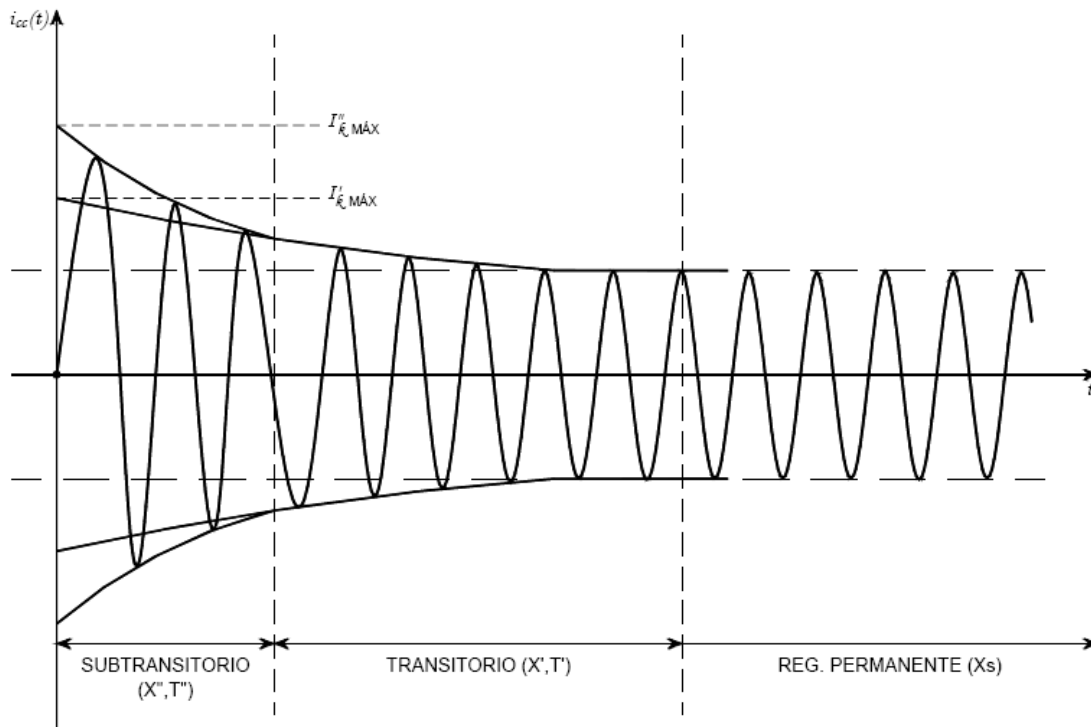 i_cc(t)
I″_k, MÁX
I′_k, MÁX
t
SUBTRANSITORIO
(X",T")
TRANSITORIO (X',T')
REG. PERMANENTE (Xs)